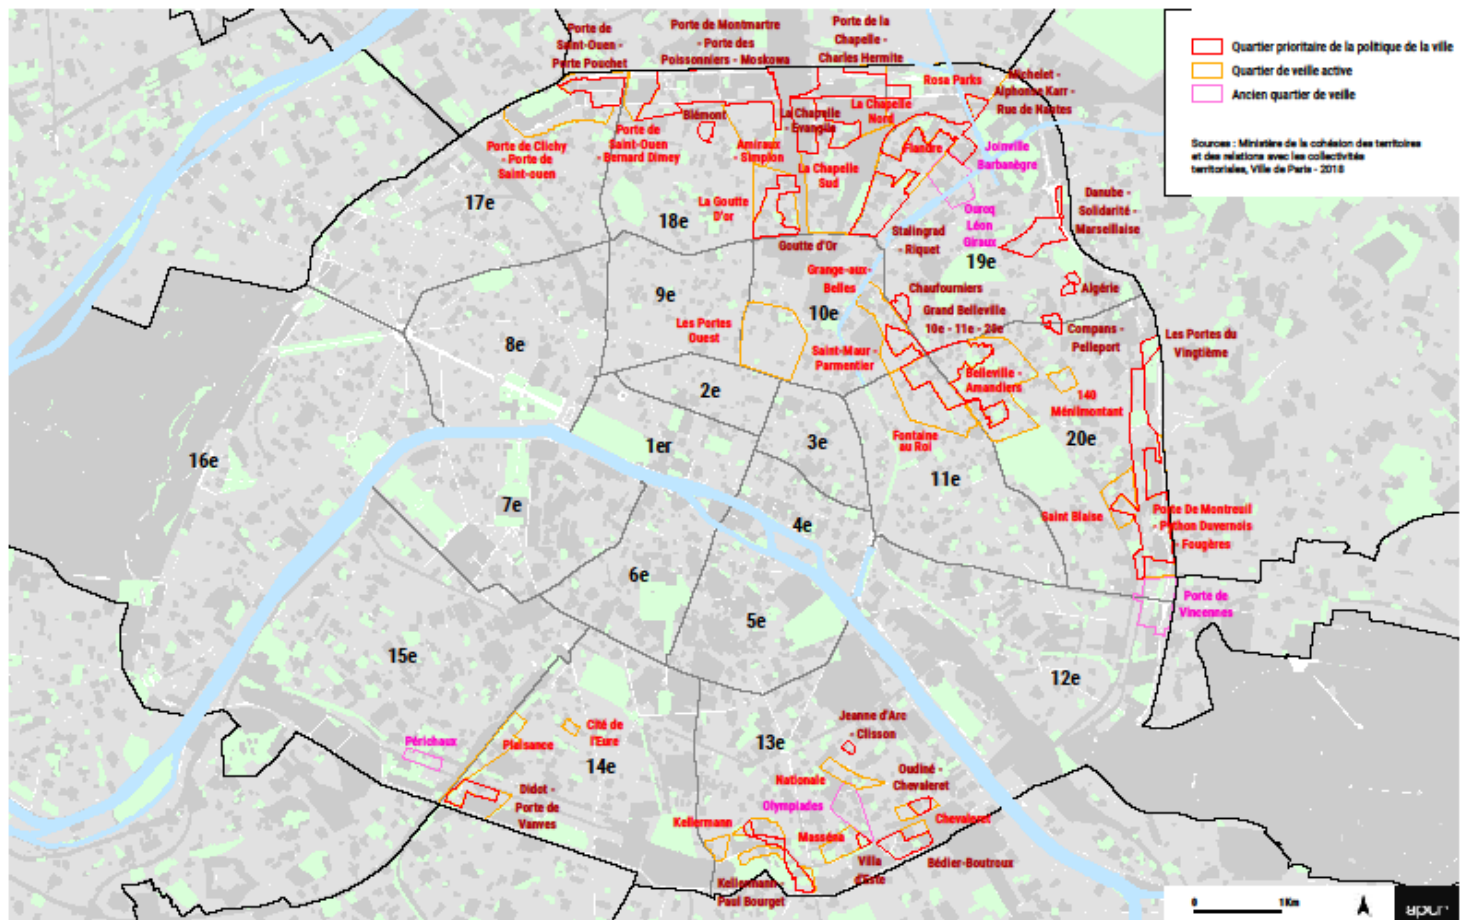 Porte de
Saint-Ouen -
Porte Pouchet
Porte de Montmartre
- Porte des
Poissonniers - Moskowa
Porte de la
Chapelle -
Charles Hermite
Rosa Parks
Michelet -
Alphonse Karr -
Rue de Nantes
Quartier prioritaire de la politique de la ville
Quartier de veille active
Ancien quartier de veille
Sources : Ministère de la cohésion des territoires
et des relations avec les collectivités
territoriales, Ville de Paris - 2018
Porte de Clichy
- Porte de
Saint-ouen
Porte de
Saint-Ouen
- Bernard Dimey
Blémont
Amiraux
- Simplon
La Chapelle
- Evangile
La Chapelle
Nord
La Chapelle
Sud
Flandre
Joinville
Barbanègre
Ourcq
Léon
Giraux
Danube -
Solidarité -
Marseillaise
17e
18e
La Goutte
D'or
Goutte d'Or
Stalingrad
- Riquet
19e
Grange-aux-
Belles
Chaufourniers
Algérie
Grand Belleville
10e - 11e - 20e
Compans -
Pelleport
Les Portes du
Vingtième
9e
10e
8e
Les Portes
Ouest
Saint-Maur -
Parmentier
Belleville -
Amandiers
140
Ménilmontant
2e
1er
3e
Fontaine
au Roi
20e
16e
7e
4e
11e
Saint Blaise
Porte De Montreuil
- Python Duvernois
- Fougères
6e
5e
Porte de
Vincennes
15e
12e
Périchaux
Plaisance
Cité de
l'Eure
14e
Didot -
Porte de
Vanves
13e
Jeanne d'Arc
- Clisson
Nationale
Olympiades
Oudiné -
Chevaleret
Chevaleret
Kellermann
Masséna
Villa
d'Este
Bédier-Boutroux
Kellermann -
Paul Bourget
0
1 Km
apur